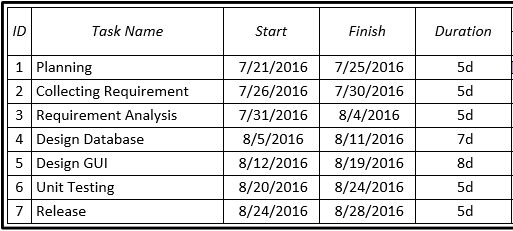 ID Task Name Start Finish Duration
1 Planning 7/21/2016 7/25/2016 5d
2 Collecting Requirement 7/26/2016 7/30/2016 5d
3 Requirement Analysis 7/31/2016 8/4/2016 5d
4 Design Database 8/5/2016 8/11/2016 7d
5 Design GUI 8/12/2016 8/19/2016 8d
6 Unit Testing 8/20/2016 8/24/2016 5d
7 Release 8/24/2016 8/28/2016 5d